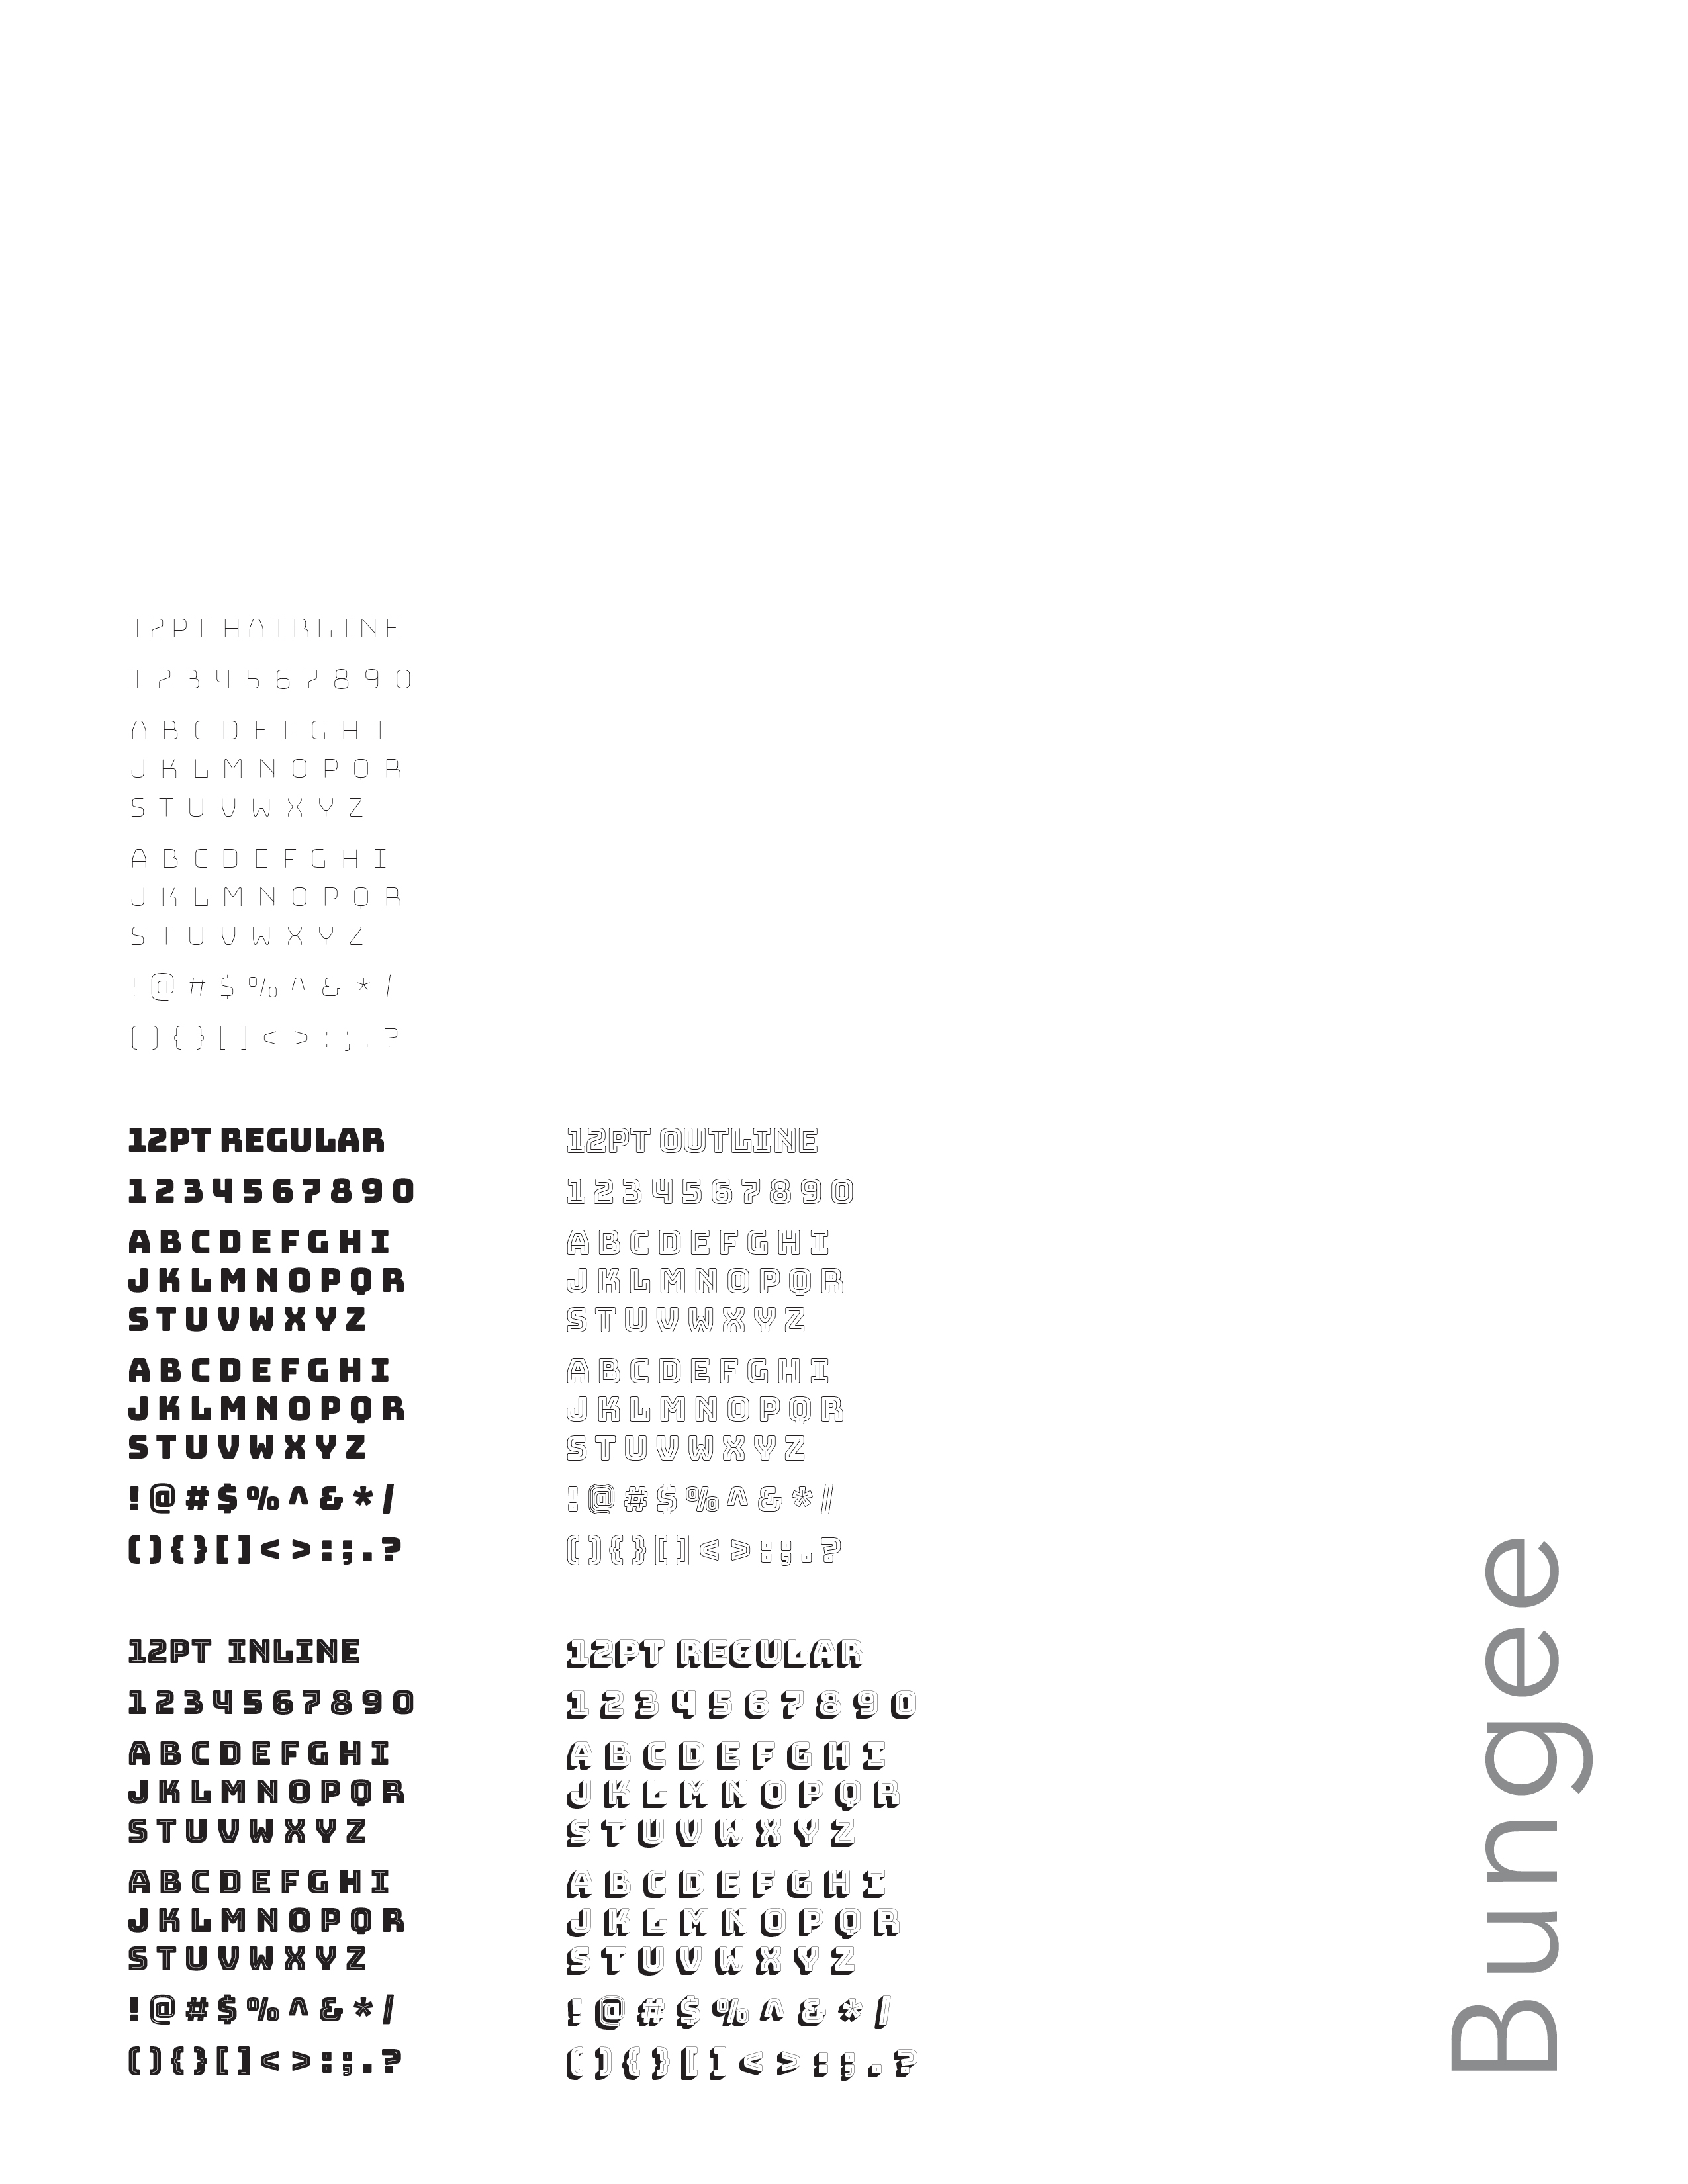 12PT HAIRLINE
1 2 3 4 5 6 7 8 9 0
A B C D E F G H I
J K L M N O P Q R
S T U V W X Y Z
A B C D E F G H I
J K L M N O P Q R
S T U V W X Y Z
! @ # $ % ^ & * /
( ) { } [ ] < > : ; . ?
12PT REGULAR
1 2 3 4 5 6 7 8 9 0
A B C D E F G H I
J K L M N O P Q R
S T U V W X Y Z
A B C D E F G H I
J K L M N O P Q R
S T U V W X Y Z
! @ # $ % ^ & * /
( ) { } [ ] < > : ; . ?
12PT OUTLINE
1 2 3 4 5 6 7 8 9 0
A B C D E F G H I
J K L M N O P Q R
S T U V W X Y Z
A B C D E F G H I
J K L M N O P Q R
S T U V W X Y Z
! @ # $ % ^ & * /
( ) { } [ ] < > : ; . ?
12PT INLINE
1 2 3 4 5 6 7 8 9 0
A B C D E F G H I
J K L M N O P Q R
S T U V W X Y Z
A B C D E F G H I
J K L M N O P Q R
S T U V W X Y Z
! @ # $ % ^ & * /
( ) { } [ ] < > : ; . ?
12PT REGULAR
1 2 3 4 5 6 7 8 9 0
A B C D E F G H I
J K L M N O P Q R
S T U V W X Y Z
A B C D E F G H I
J K L M N O P Q R
S T U V W X Y Z
! @ # $ % ^ & * /
( ) { } [ ] < > : ; . ?
Bungee